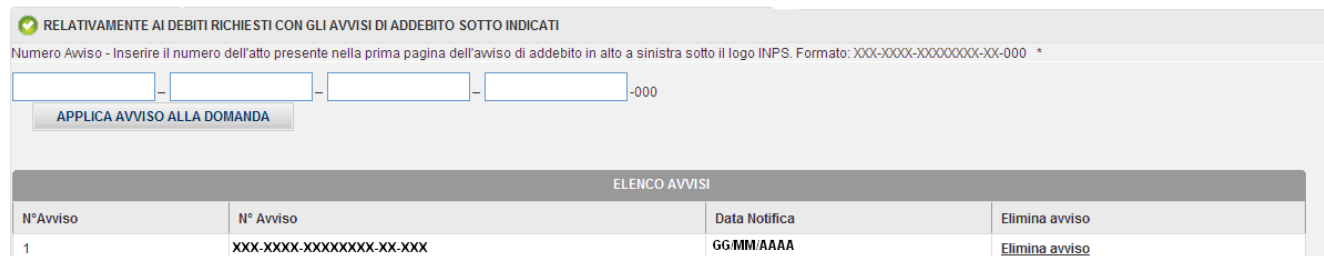 RELATIVAMENTE AI DEBITI RICHIESTI CON GLI AVVISI DI ADDEBITO SOTTO INDICATI
Numero Avviso - Inserire il numero dell'atto presente nella prima pagina dell'avviso di addebito in alto a sinistra sotto il logo INPS. Formato: XXX-XXXX-XXXXXXXX-XX-000 *
– – – -000
APPLICA AVVISO ALLA DOMANDA
ELENCO AVVISI
N°Avviso N° Avviso Data Notifica Elimina avviso
1 XXX-XXXX-XXXXXXXX-XX-XXX GG/MM/AAAA Elimina avviso